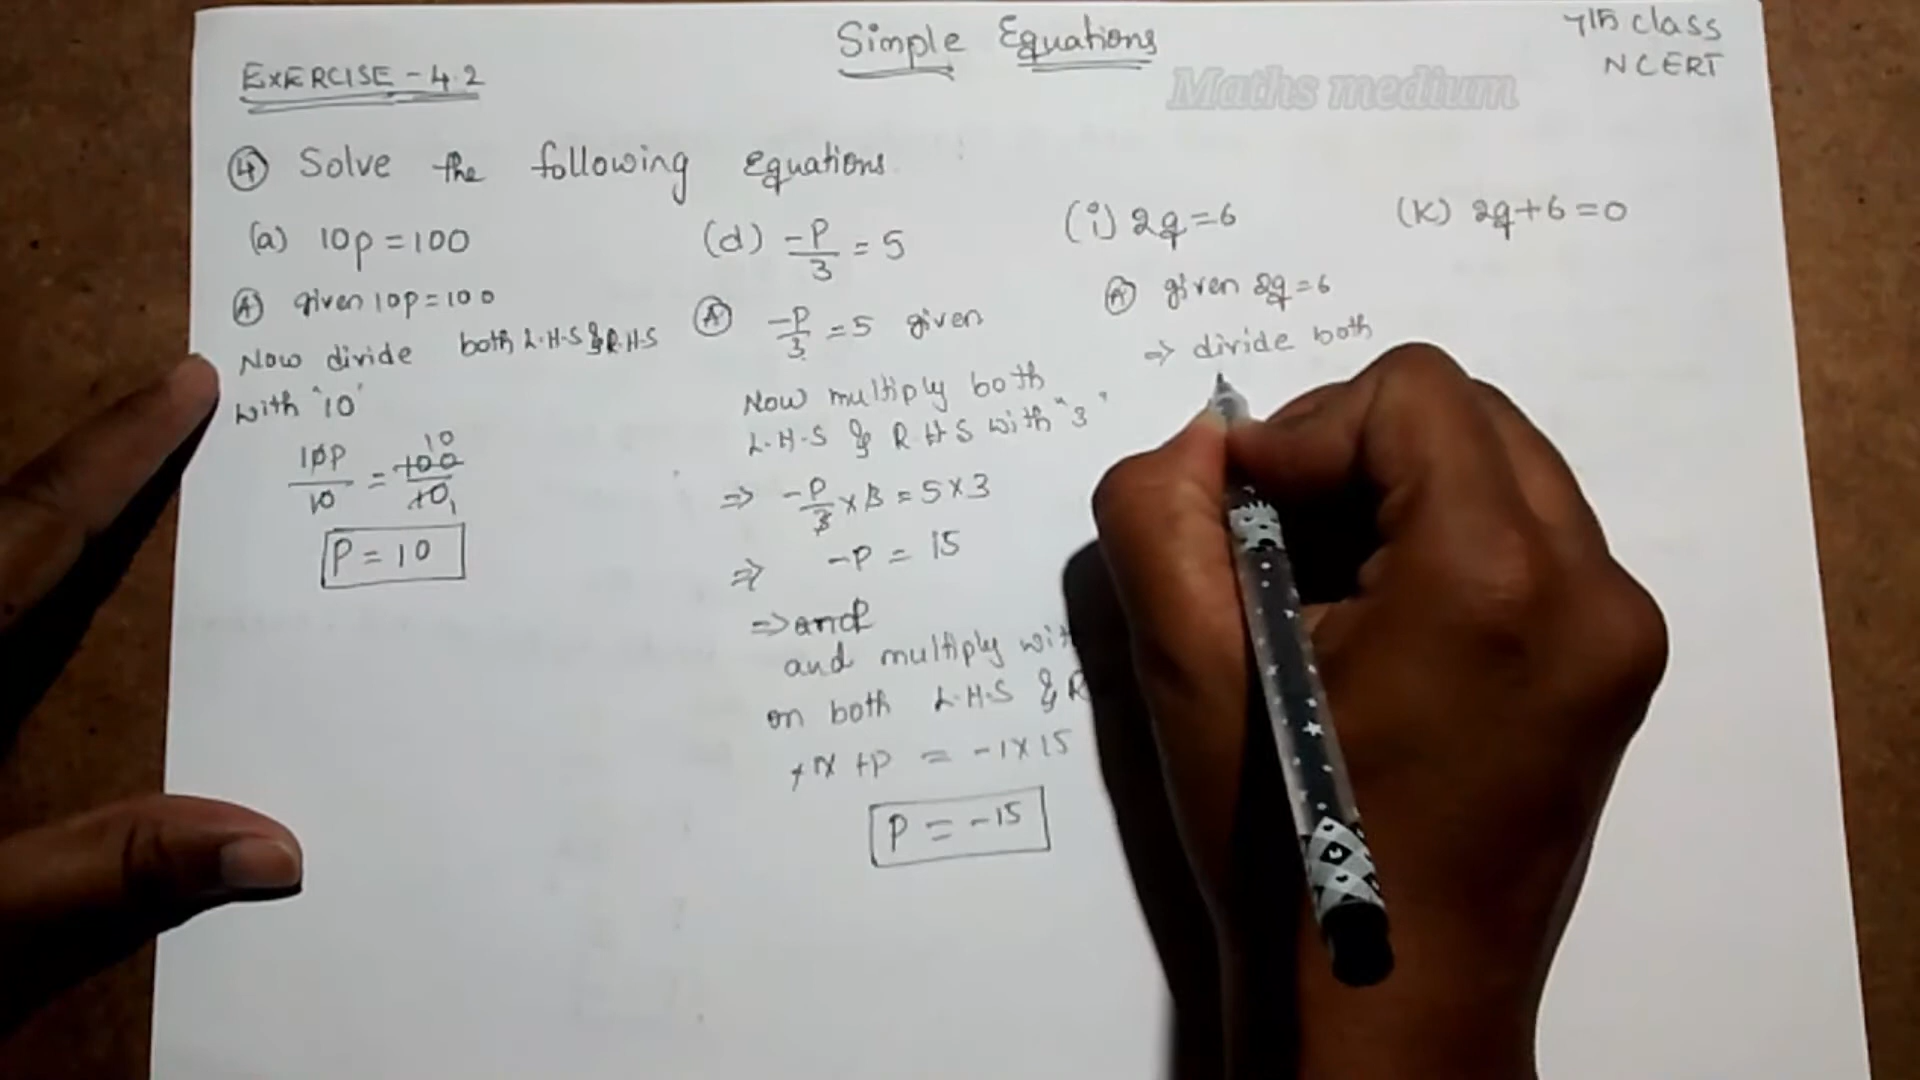 Simple Equations
7th class
NCERT
Maths medium
EXERCISE - 4.2
(4) Solve the following equations.
(a) 10p = 100
(A) given 10p = 100
Now divide both L.H.S & R.H.S
with "10"
10p/10 = 100/10 10 1
P = 10
(d) -P/3 = 5
(A) -P/3 = 5 given
Now multiply both
L.H.S & R.H.S with "3"
⇒ -P/3 × 3 = 5 × 3
⇒ -P = 15
⇒ and
and multiply
on both L.H.S &
= -1 × 15
P = -15
(i) 2q = 6
(A) given 2q = 6
⇒ divide both
(K) 2q + 6 = 0